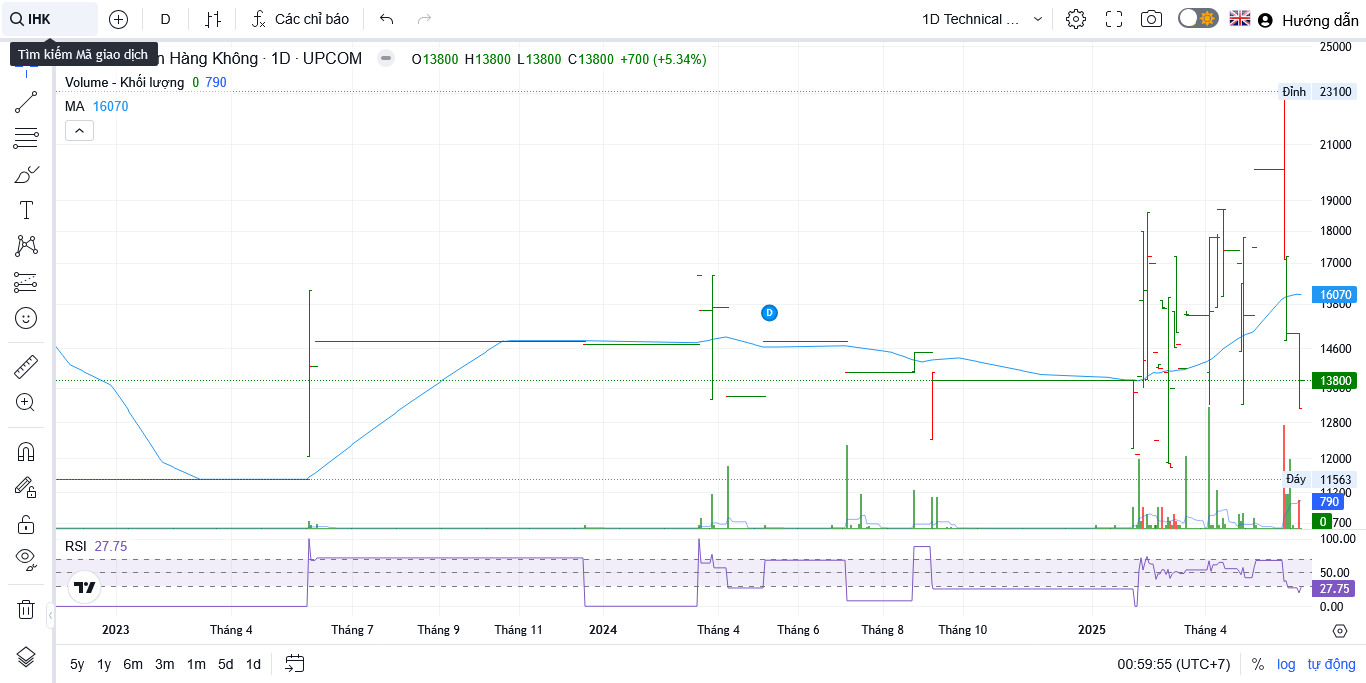 IHK D Các chỉ báo 1D Technical ... Hướng dẫn
Tìm kiếm Mã giao dịch
n Hàng Không · 1D · UPCOM O13800 H13800 L13800 C13800 +700 (+5.34%)
Volume - Khối lượng 0 790
MA 16070
25000
Đỉnh 23100
21000
19000
18000
17000
16070
14600
13800
12800
12000
Đáy 11563
790
0
700
D
RSI 27.75
100.00
50.00
27.75
0.00
2023 Tháng 4 Tháng 7 Tháng 9 Tháng 11 2024 Tháng 4 Tháng 6 Tháng 8 Tháng 10 2025 Tháng 4
5y 1y 6m 3m 1m 5d 1d 00:59:55 (UTC+7) % log tự động